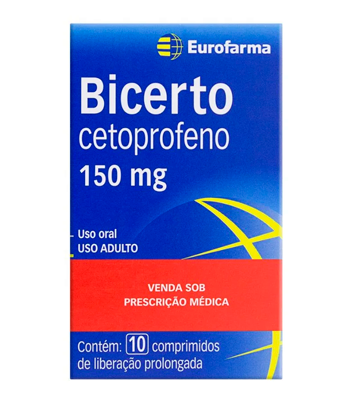 Eurofarma
Bicerto
cetoprofeno
150 mg
Uso oral
USO ADULTO
VENDA SOB
PRESCRIÇÃO MÉDICA
Contém: 10 comprimidos
de liberação prolongada